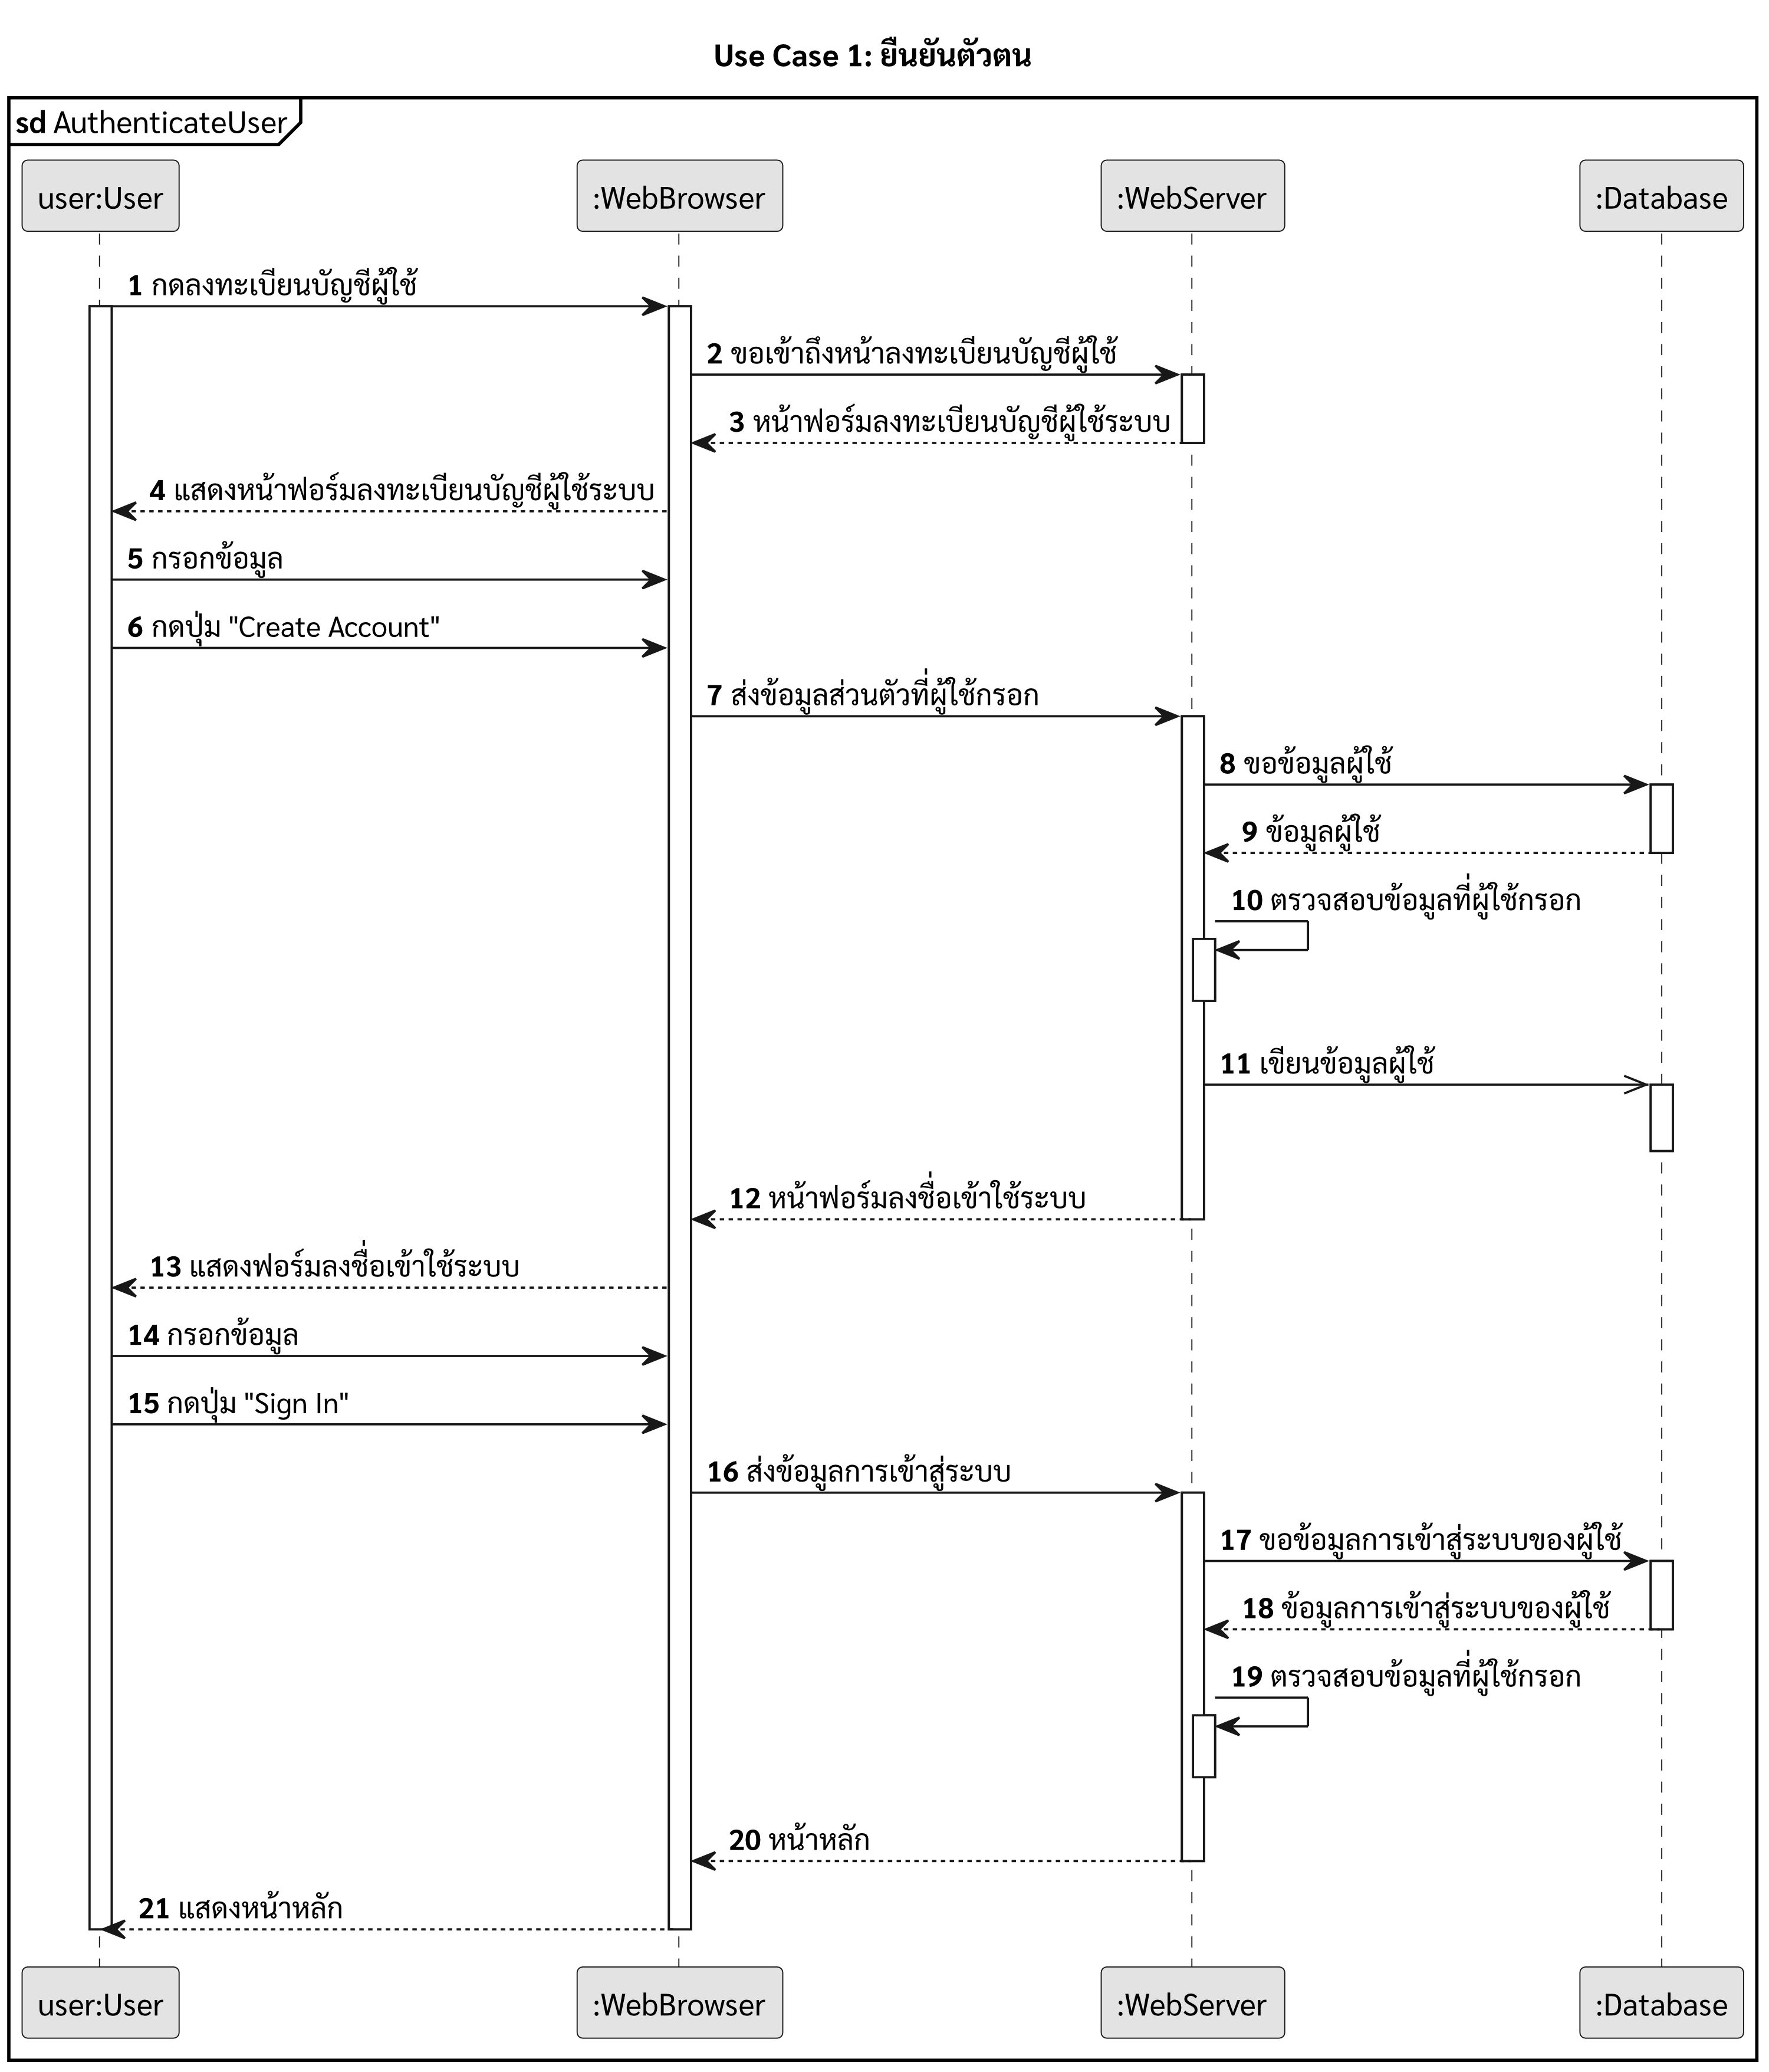 Use Case 1: ยืนยันตัวตน
sd AuthenticateUser
user:User :WebBrowser :WebServer :Database
1 กดลงทะเบียนบัญชีผู้ใช้
2 ขอเข้าถึงหน้าลงทะเบียนบัญชีผู้ใช้
3 หน้าฟอร์มลงทะเบียนบัญชีผู้ใช้ระบบ
4 แสดงหน้าฟอร์มลงทะเบียนบัญชีผู้ใช้ระบบ
5 กรอกข้อมูล
6 กดปุ่ม "Create Account"
7 ส่งข้อมูลส่วนตัวที่ผู้ใช้กรอก
8 ขอข้อมูลผู้ใช้
9 ข้อมูลผู้ใช้
10 ตรวจสอบข้อมูลที่ผู้ใช้กรอก
11 เขียนข้อมูลผู้ใช้
12 หน้าฟอร์มลงชื่อเข้าใช้ระบบ
13 แสดงฟอร์มลงชื่อเข้าใช้ระบบ
14 กรอกข้อมูล
15 กดปุ่ม "Sign In"
16 ส่งข้อมูลการเข้าสู่ระบบ
17 ขอข้อมูลการเข้าสู่ระบบของผู้ใช้
18 ข้อมูลการเข้าสู่ระบบของผู้ใช้
19 ตรวจสอบข้อมูลที่ผู้ใช้กรอก
20 หน้าหลัก
21 แสดงหน้าหลัก
user:User :WebBrowser :WebServer :Database